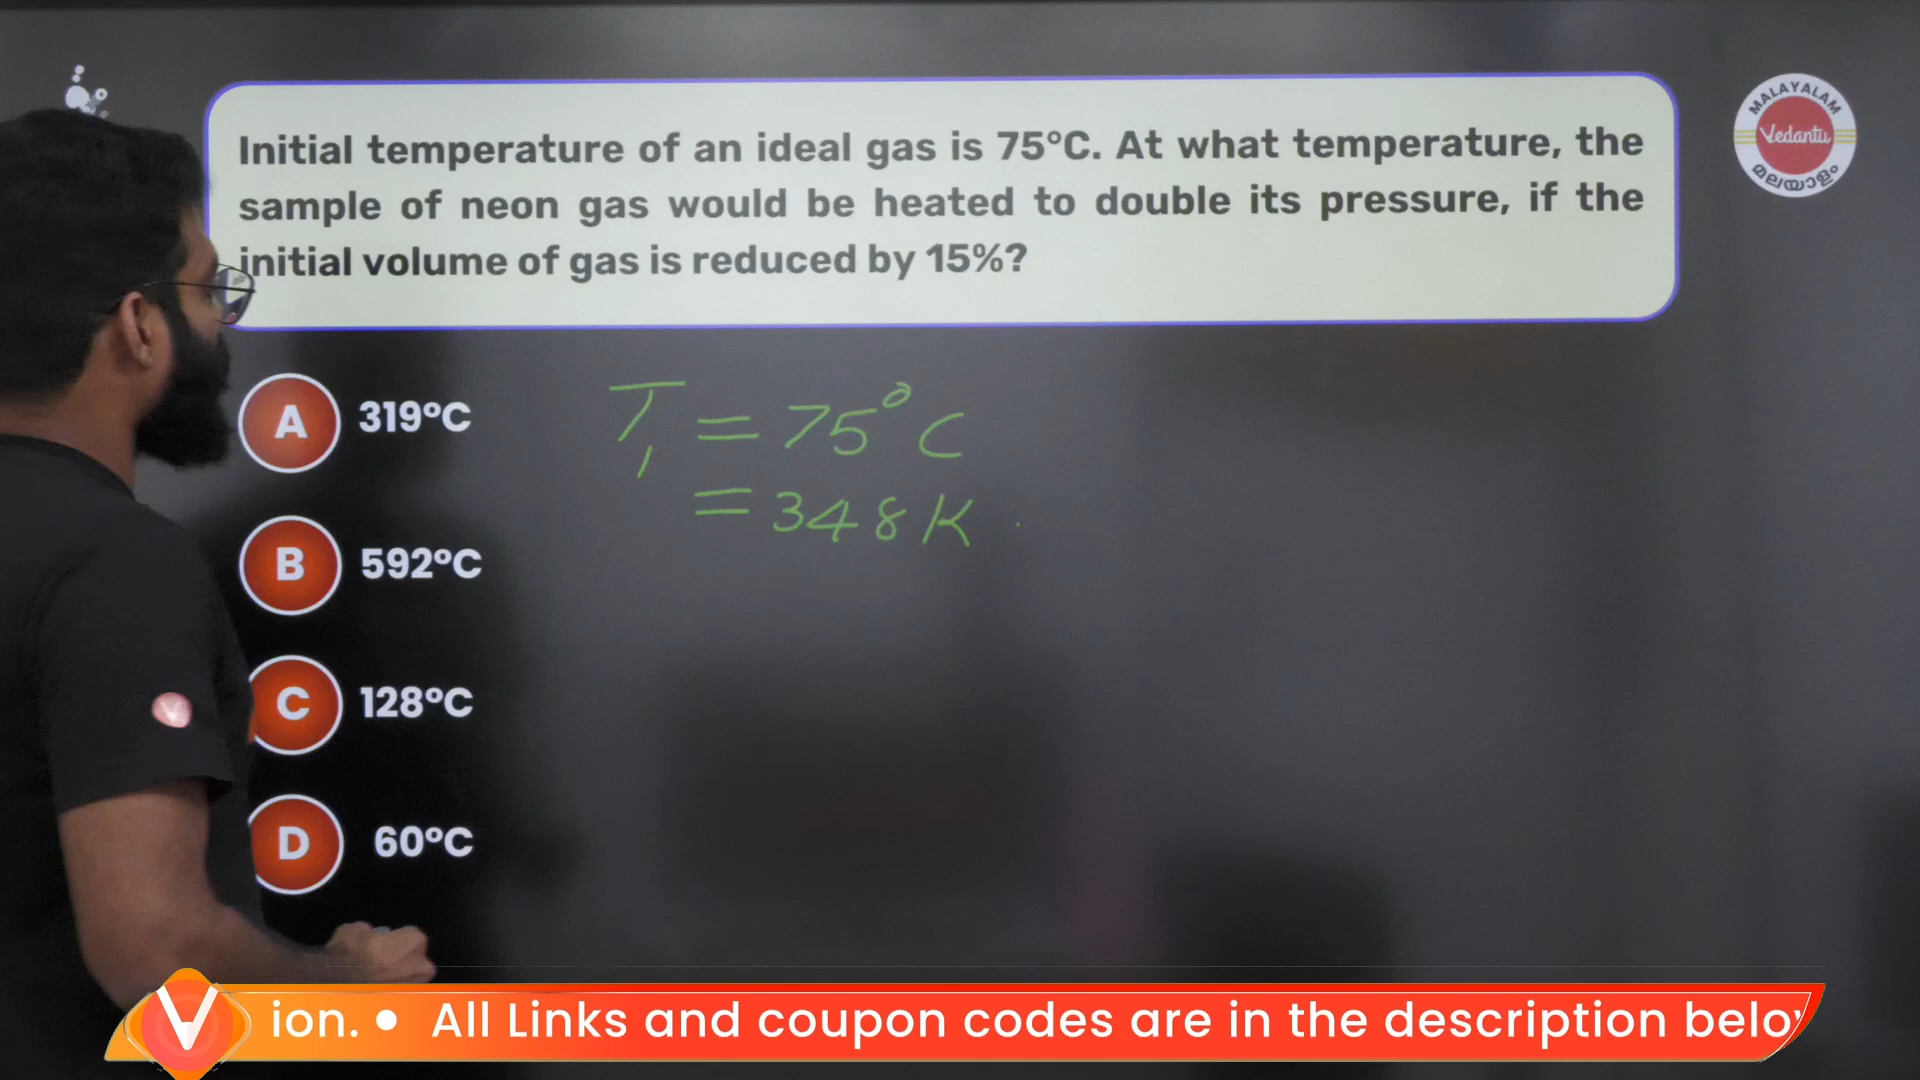 Initial temperature of an ideal gas is 75°C. At what temperature, the
sample of neon gas would be heated to double its pressure, if the
initial volume of gas is reduced by 15%?
MALAYALAM
Vedantu
മലയാളം
A 319°C
B 592°C
C 128°C
D 60°C
T₁ = 75°C
= 348K
V ion. • All Links and coupon codes are in the description belo